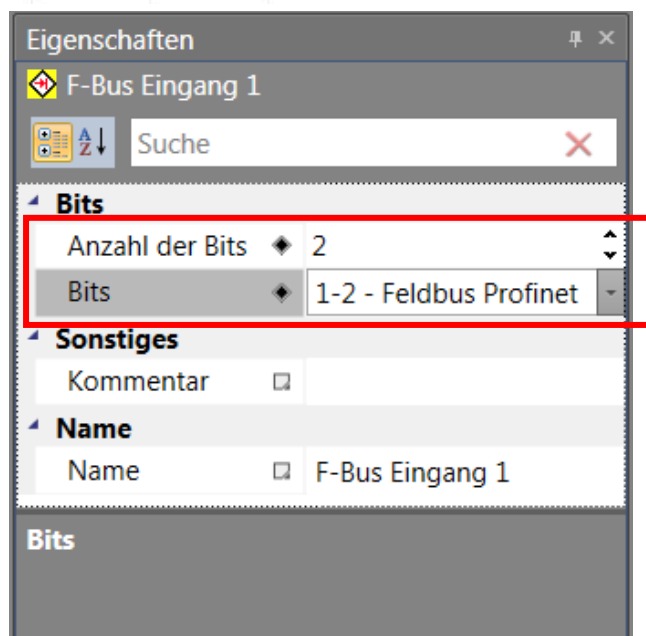 Eigenschaften
F-Bus Eingang 1
A Z Suche
Bits
Anzahl der Bits 2
Bits 1-2 - Feldbus Profinet
Sonstiges
Kommentar
Name
Name F-Bus Eingang 1
Bits